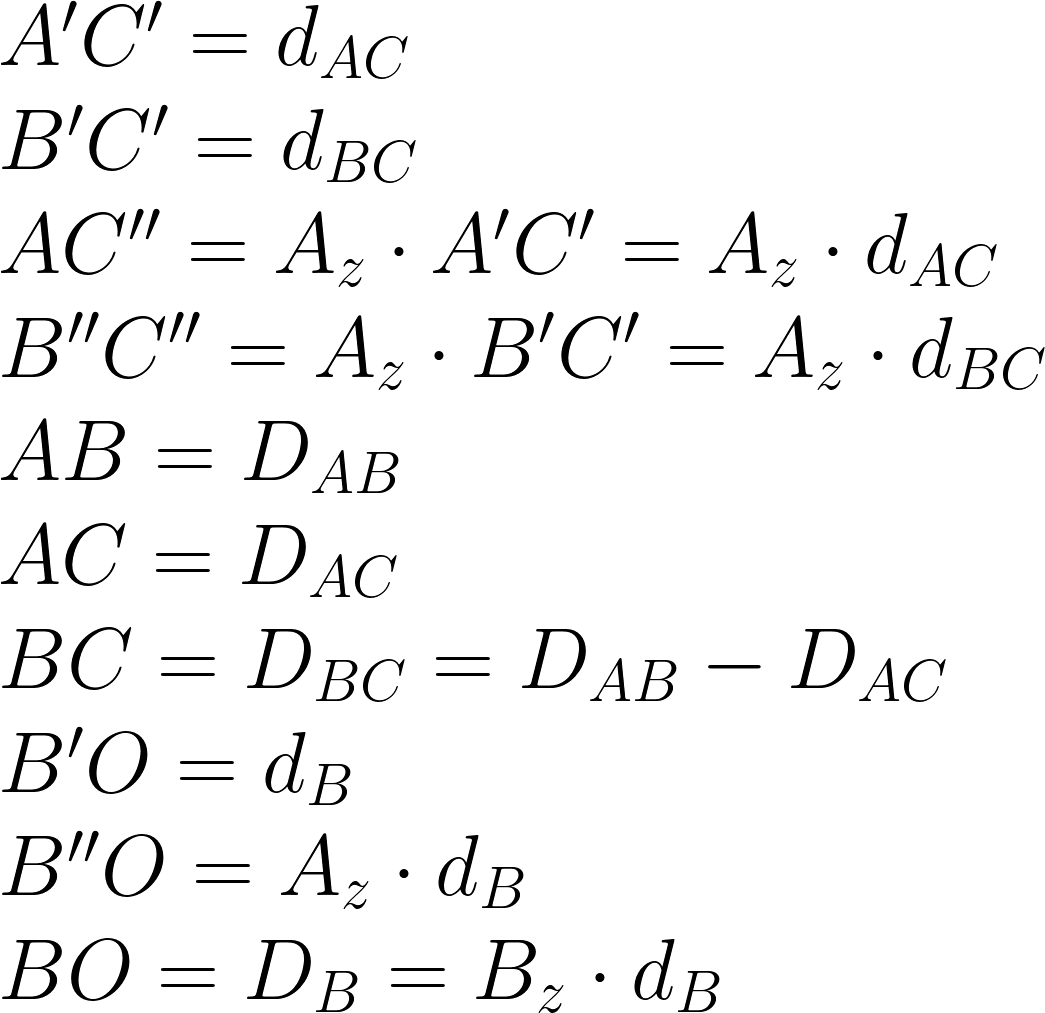 A′C′ = d_{AC}
B′C′ = d_{BC}
AC″ = A_z · A′C′ = A_z · d_{AC}
B″C″ = A_z · B′C′ = A_z · d_{BC}
AB = D_{AB}
AC = D_{AC}
BC = D_{BC} = D_{AB} − D_{AC}
B′O = d_B
B″O = A_z · d_B
BO = D_B = B_z · d_B